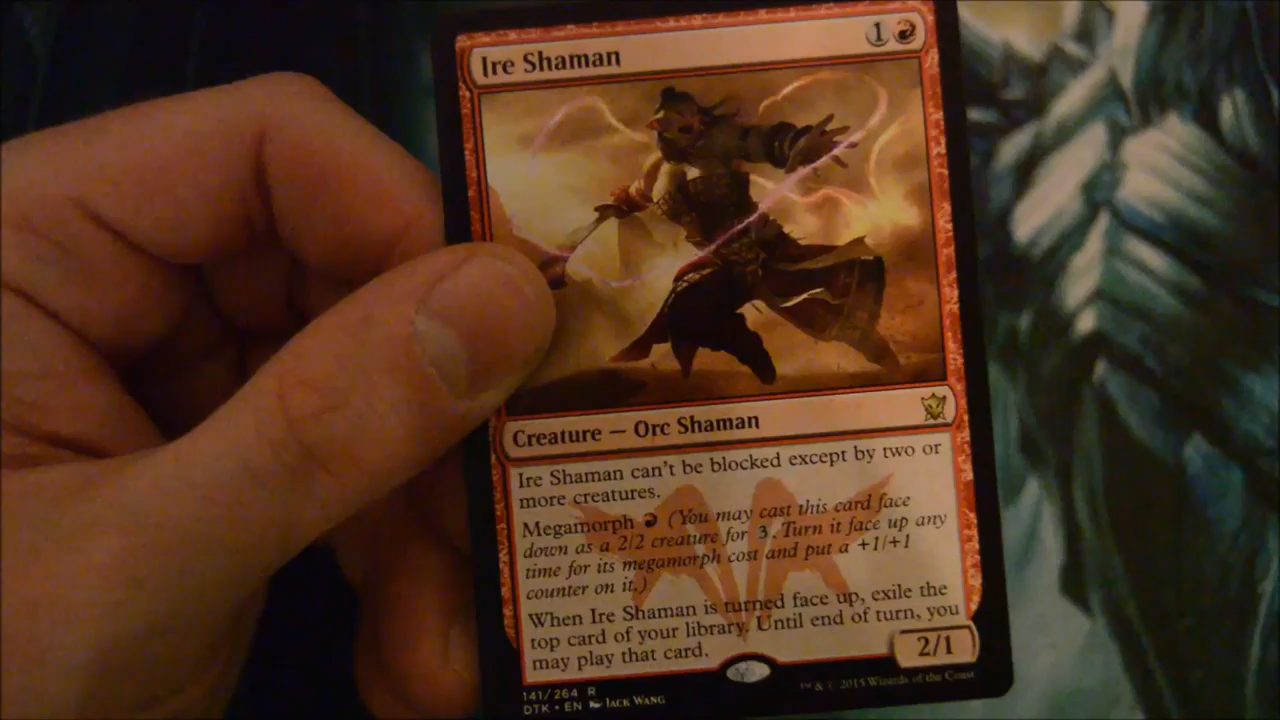 Ire Shaman 1
Creature — Orc Shaman
Ire Shaman can't be blocked except by two or
more creatures.
Megamorph (You may cast this card face
down as a 2/2 creature for 3. Turn it face up any
time for its megamorph cost and put a +1/+1
counter on it.)
When Ire Shaman is turned face up, exile the
top card of your library. Until end of turn, you
may play that card.
2/1
141/264 R
DTK • EN Jack Wang
™ & © 2015 Wizards of the Coast